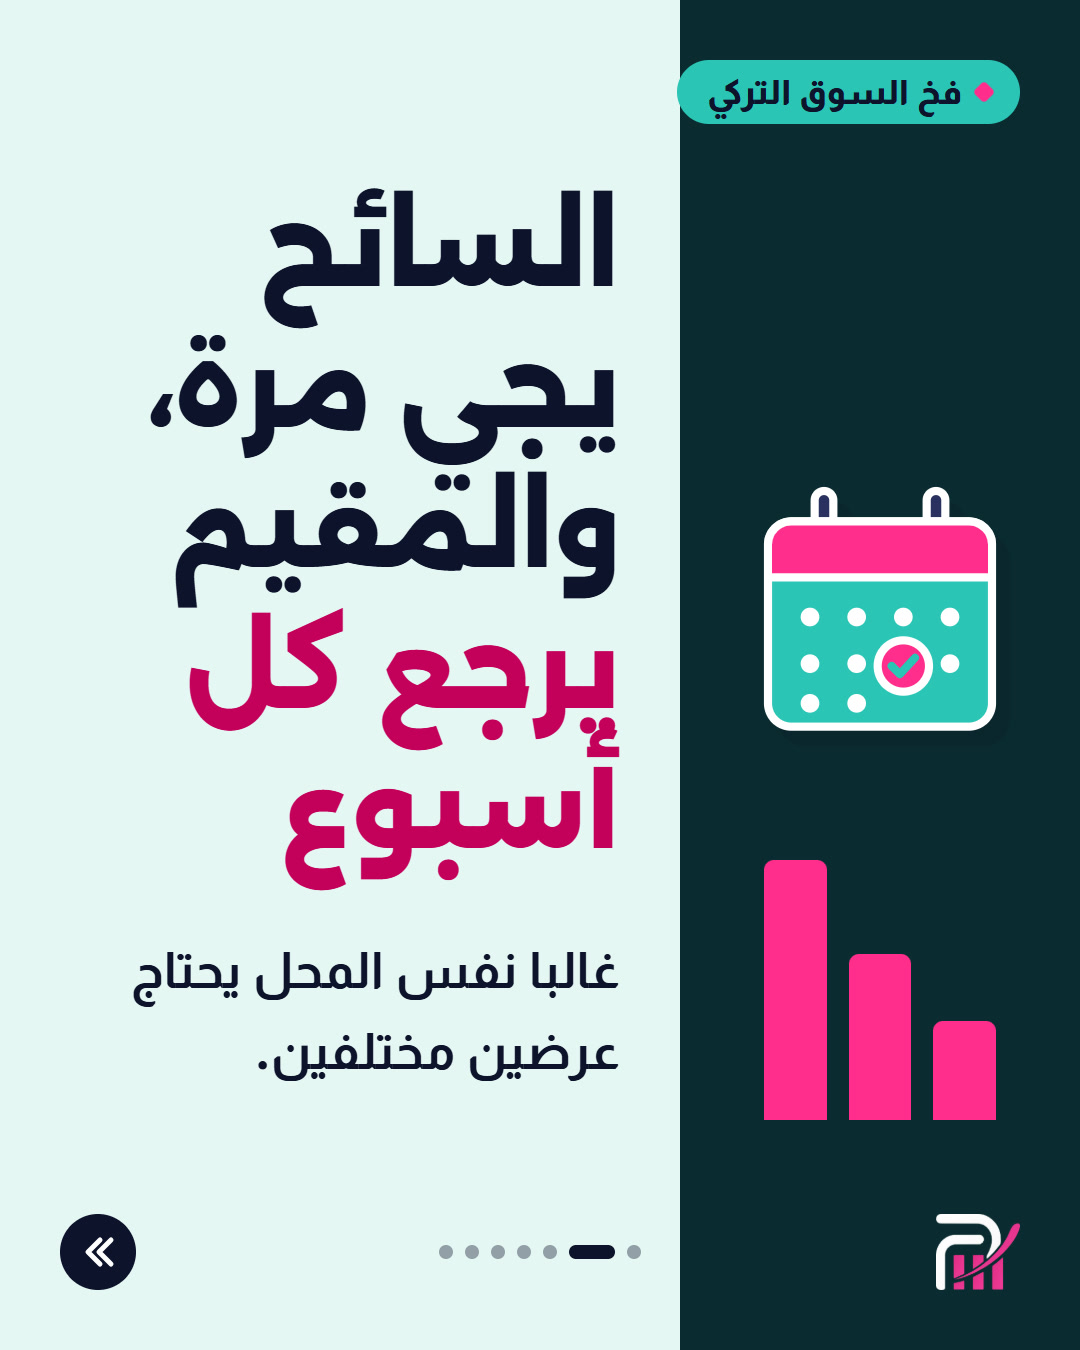 فخ السوق التركي
السائح
يجي مرة،
والمقيم
يرجع كل
أسبوع
غالبا نفس المحل يحتاج
عرضين مختلفين.